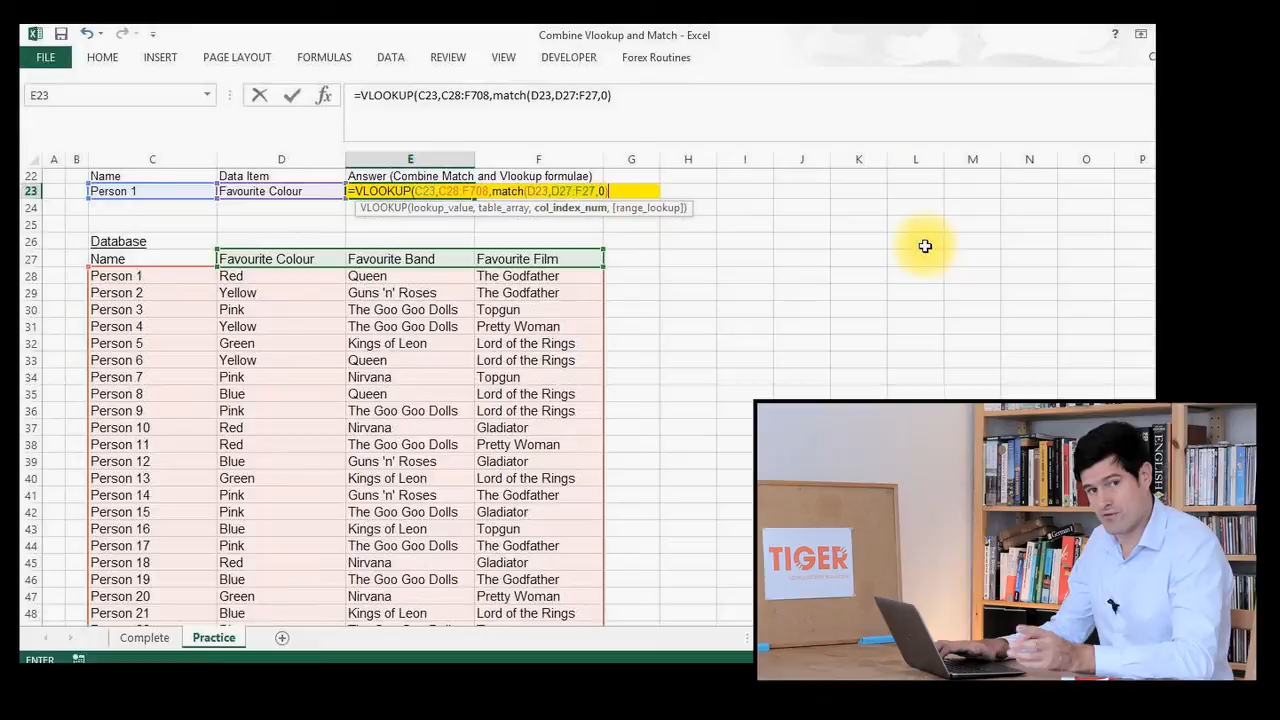 Combine Vlookup and Match - Excel
?
FILE HOME INSERT PAGE LAYOUT FORMULAS DATA REVIEW VIEW DEVELOPER Forex Routines
E23 fx =VLOOKUP(C23,C28:F708,match(D23,D27:F27,0)
A B C D E F G H I J K L M N O P
22 Name Data Item Answer (Combine Match and Vlookup formulae)
23 Person 1 Favourite Colour =VLOOKUP(C23,C28:F708,match(D23,D27:F27,0)
24 VLOOKUP(lookup_value, table_array, col_index_num, [range_lookup])
25
26 Database
27 Name Favourite Colour Favourite Band Favourite Film
28 Person 1 Red Queen The Godfather
29 Person 2 Yellow Guns 'n' Roses The Godfather
30 Person 3 Pink The Goo Goo Dolls Topgun
31 Person 4 Yellow The Goo Goo Dolls Pretty Woman
32 Person 5 Green Kings of Leon Lord of the Rings
33 Person 6 Yellow Queen Lord of the Rings
34 Person 7 Pink Nirvana Topgun
35 Person 8 Blue Queen Lord of the Rings
36 Person 9 Pink The Goo Goo Dolls Lord of the Rings
37 Person 10 Red Nirvana Gladiator
38 Person 11 Red The Goo Goo Dolls Pretty Woman
39 Person 12 Blue Guns 'n' Roses Gladiator
40 Person 13 Green Kings of Leon Lord of the Rings
41 Person 14 Pink Guns 'n' Roses The Godfather
42 Person 15 Pink The Goo Goo Dolls Gladiator
43 Person 16 Blue Kings of Leon Topgun
44 Person 17 Pink The Goo Goo Dolls The Godfather
45 Person 18 Red Nirvana Gladiator
46 Person 19 Blue The Goo Goo Dolls The Godfather
47 Person 20 Green Nirvana Pretty Woman
48 Person 21 Blue Kings of Leon Lord of the Rings
Complete Practice
ENTER
TIGER
ENGLISH